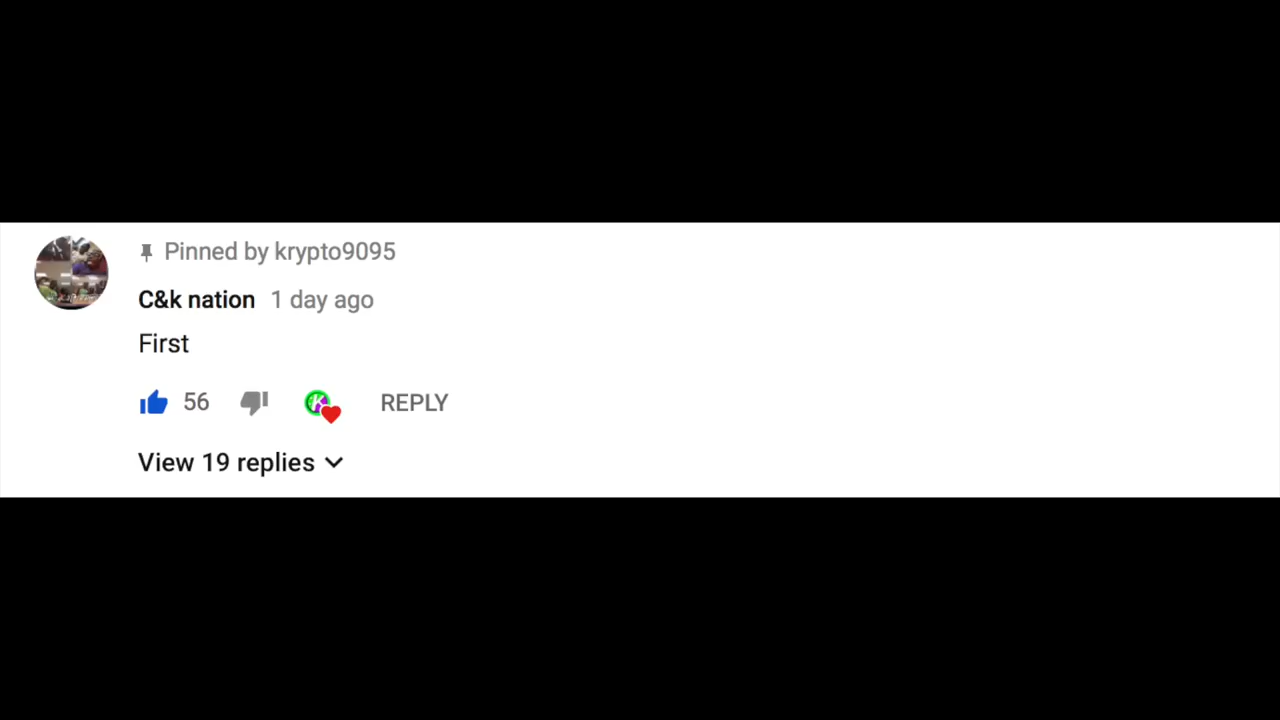 Pinned by krypto9095
C&k nation 1 day ago
First
56 REPLY
View 19 replies